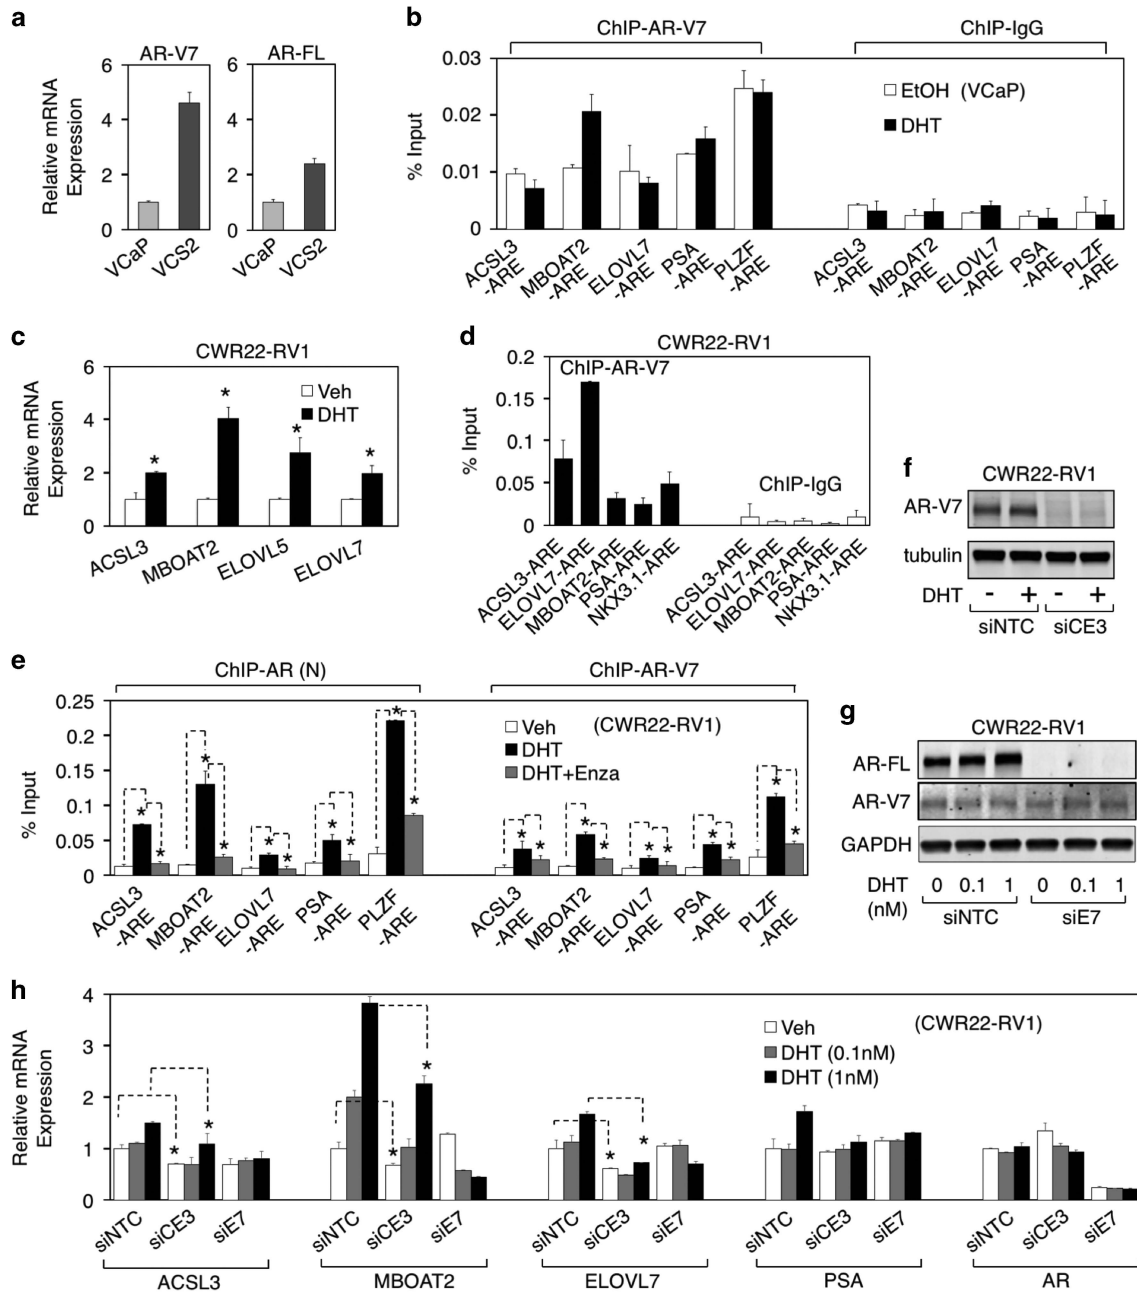 a
AR-V7
AR-FL
Relative mRNA
Expression
6
4
2
0
6
4
2
0
VCaP
VCS2
VCaP
VCS2
b
ChIP-AR-V7
ChIP-IgG
% Input
0.03
0.02
0.01
0
EtOH (VCaP)
DHT
ACSL3
-ARE
MBOAT2
-ARE
ELOVL7
-ARE
PSA
-ARE
PLZF
-ARE
ACSL3
-ARE
MBOAT2
-ARE
ELOVL7
-ARE
PSA
-ARE
PLZF
-ARE
c
CWR22-RV1
Relative mRNA
Expression
6
4
2
0
Veh
DHT
*
*
*
*
ACSL3
MBOAT2
ELOVL5
ELOVL7
d
CWR22-RV1
ChIP-AR-V7
% Input
0.2
0.15
0.1
0.05
0
ChIP-IgG
ACSL3-ARE
ELOVL7-ARE
MBOAT2-ARE
PSA-ARE
NKX3.1-ARE
ACSL3-ARE
ELOVL7-ARE
MBOAT2-ARE
PSA-ARE
NKX3.1-ARE
f
CWR22-RV1
AR-V7
tubulin
DHT - + - +
siNTC siCE3
e
ChIP-AR (N)
ChIP-AR-V7
% Input
0.25
0.2
0.15
0.1
0.05
0
Veh
(CWR22-RV1)
DHT
DHT+Enza
* * * * * * * * * *
* * * * * * * * * *
ACSL3
-ARE
MBOAT2
-ARE
ELOVL7
-ARE
PSA
-ARE
PLZF
-ARE
ACSL3
-ARE
MBOAT2
-ARE
ELOVL7
-ARE
PSA
-ARE
PLZF
-ARE
g
CWR22-RV1
AR-FL
AR-V7
GAPDH
DHT 0 0.1 1 0 0.1 1
(nM)
siNTC siE7
h
Relative mRNA
Expression
4
3
2
1
0
Veh
(CWR22-RV1)
DHT (0.1nM)
DHT (1nM)
* * * * * *
siNTC siCE3 siE7
siNTC siCE3 siE7
siNTC siCE3 siE7
siNTC siCE3 siE7
siNTC siCE3 siE7
ACSL3
MBOAT2
ELOVL7
PSA
AR